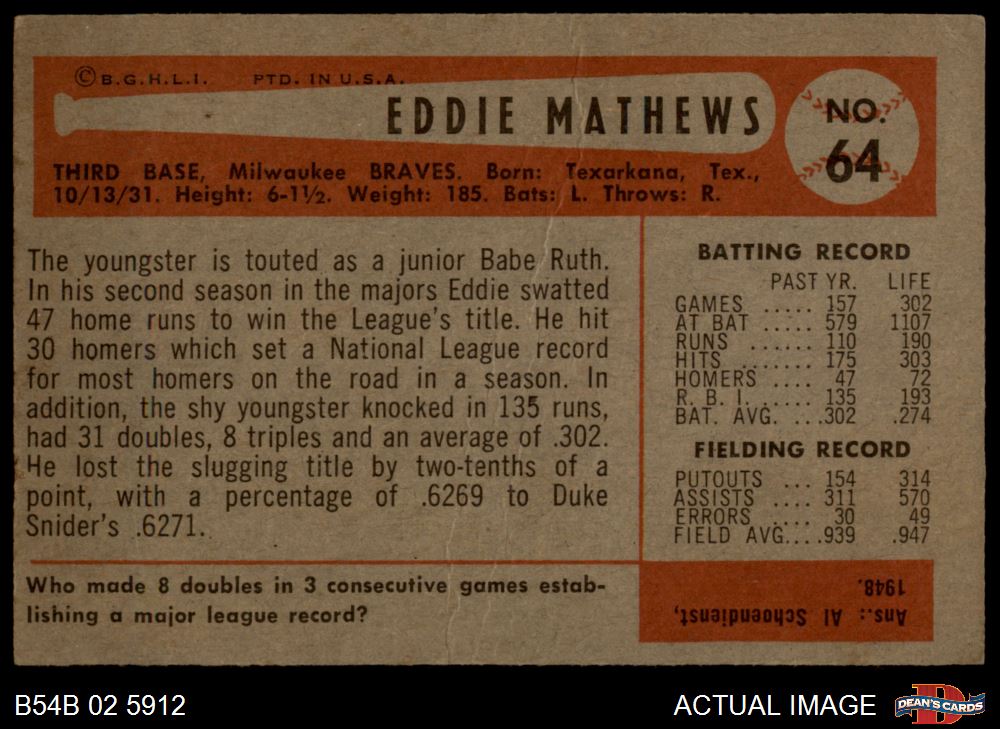 © B.G.H.L.I. PTD. IN U.S.A.
EDDIE MATHEWS
NO.
64
THIRD BASE, Milwaukee BRAVES. Born: Texarkana, Tex.,
10/13/31. Height: 6-1½. Weight: 185. Bats: L. Throws: R.
The youngster is touted as a junior Babe Ruth.
In his second season in the majors Eddie swatted
47 home runs to win the League's title. He hit
30 homers which set a National League record
for most homers on the road in a season. In
addition, the shy youngster knocked in 135 runs,
had 31 doubles, 8 triples and an average of .302.
He lost the slugging title by two-tenths of a
point, with a percentage of .6269 to Duke
Snider's .6271.
Who made 8 doubles in 3 consecutive games estab-
lishing a major league record?
BATTING RECORD
PAST YR. LIFE
GAMES ..... 157 302
AT BAT ..... 579 1107
RUNS ...... 110 190
HITS ....... 175 303
HOMERS .... 47 72
R. B. I. ..... 135 193
BAT. AVG. ... .302 .274
FIELDING RECORD
PUTOUTS ... 154 314
ASSISTS .... 311 570
ERRORS .... 30 49
FIELD AVG.... .939 .947
Ans.: Al Schoendienst,
1948.
B54B 02 5912
ACTUAL IMAGE
D
DEAN'S CARDS